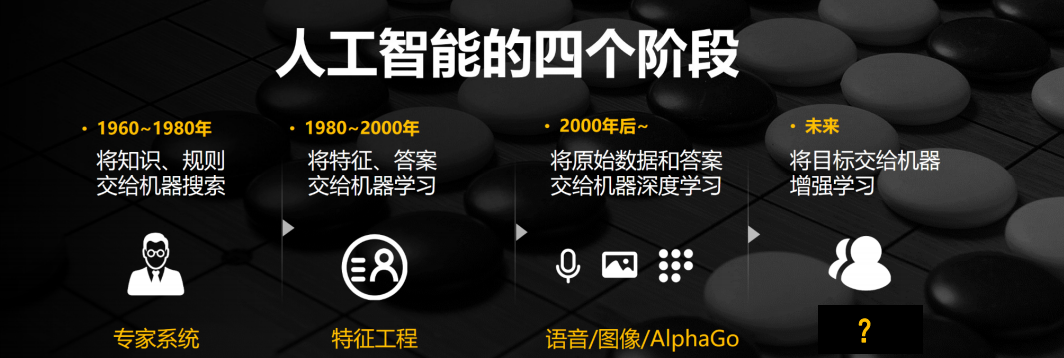 人工智能的四个阶段
• 1960~1980年
将知识、规则
交给机器搜索
专家系统
• 1980~2000年
将特征、答案
交给机器学习
特征工程
• 2000年后~
将原始数据和答案
交给机器深度学习
语音/图像/AlphaGo
• 未来
将目标交给机器
增强学习
？